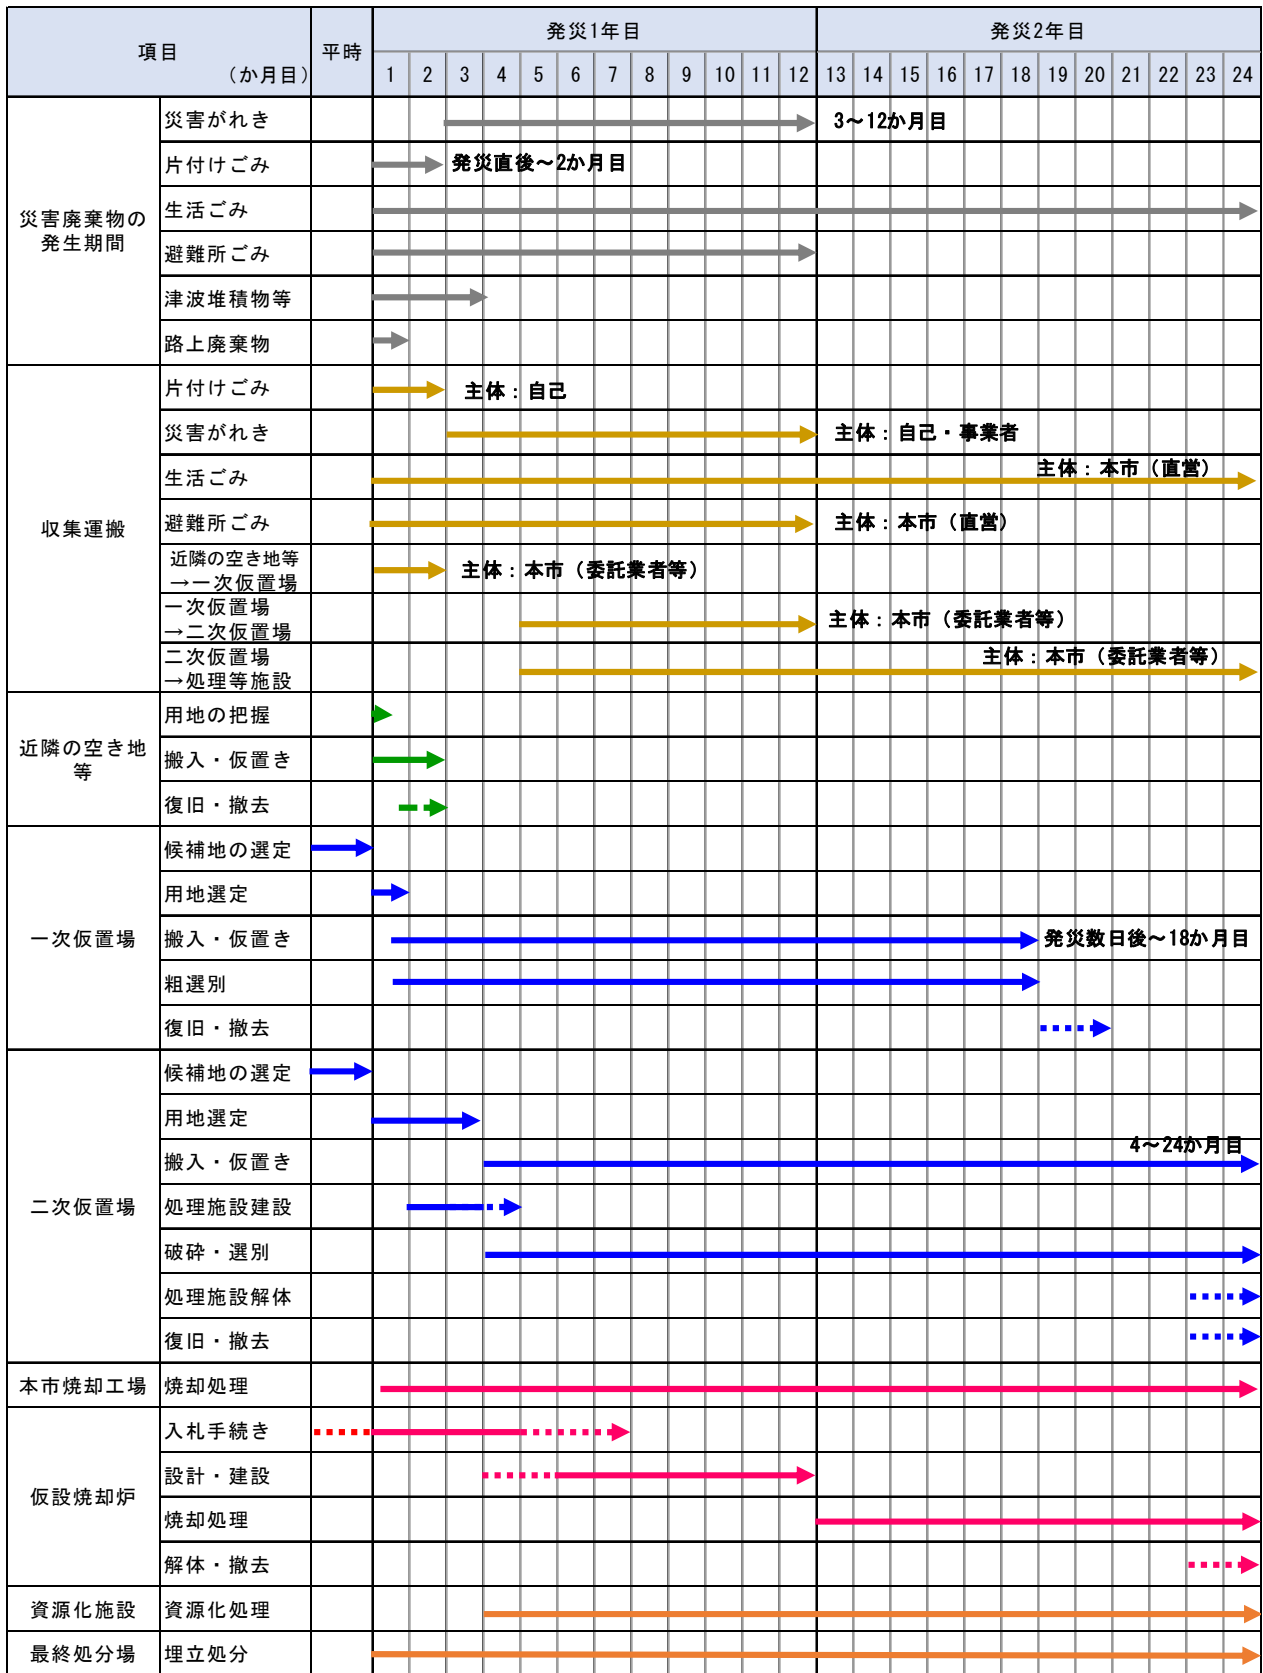 項目
（か月目）
平時
発災1年目
発災2年目
1 2 3 4 5 6 7 8 9 10 11 12 13 14 15 16 17 18 19 20 21 22 23 24
災害廃棄物の
発生期間
災害がれき
3～12か月目
片付けごみ
発災直後～2か月目
生活ごみ
避難所ごみ
津波堆積物等
路上廃棄物
収集運搬
片付けごみ
主体：自己
災害がれき
主体：自己・事業者
生活ごみ
主体：本市（直営）
避難所ごみ
主体：本市（直営）
近隣の空き地等
→一次仮置場
主体：本市（委託業者等）
一次仮置場
→二次仮置場
主体：本市（委託業者等）
二次仮置場
→処理等施設
主体：本市（委託業者等）
近隣の空き地
等
用地の把握
搬入・仮置き
復旧・撤去
一次仮置場
候補地の選定
用地選定
搬入・仮置き
発災数日後～18か月目
粗選別
復旧・撤去
二次仮置場
候補地の選定
用地選定
搬入・仮置き
4～24か月目
処理施設建設
破砕・選別
処理施設解体
復旧・撤去
本市焼却工場
焼却処理
仮設焼却炉
入札手続き
設計・建設
焼却処理
解体・撤去
資源化施設
資源化処理
最終処分場
埋立処分